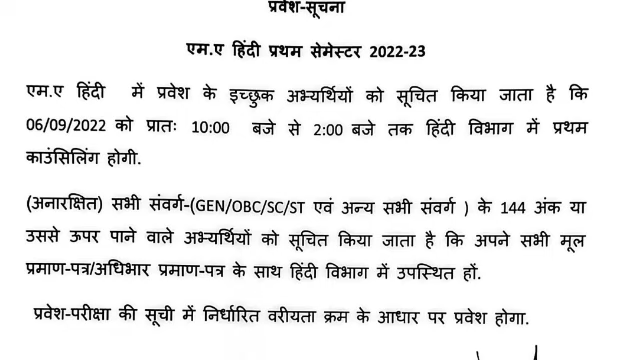 प्रवेश-सूचना
एम.ए हिंदी प्रथम सेमेस्टर 2022-23
एम.ए हिंदी में प्रवेश के इच्छुक अभ्यर्थियों को सूचित किया जाता है कि
06/09/2022 को प्रातः 10:00 बजे से 2:00 बजे तक हिंदी विभाग में प्रथम
काउंसिलिंग होगी.
(अनारक्षित) सभी संवर्ग-(GEN/OBC/SC/ST एवं अन्य सभी संवर्ग ) के 144 अंक या
उससे ऊपर पाने वाले अभ्यर्थियों को सूचित किया जाता है कि अपने सभी मूल
प्रमाण-पत्र/अधिभार प्रमाण-पत्र के साथ हिंदी विभाग में उपस्थित हों.
प्रवेश-परीक्षा की सूची में निर्धारित वरीयता क्रम के आधार पर प्रवेश होगा.